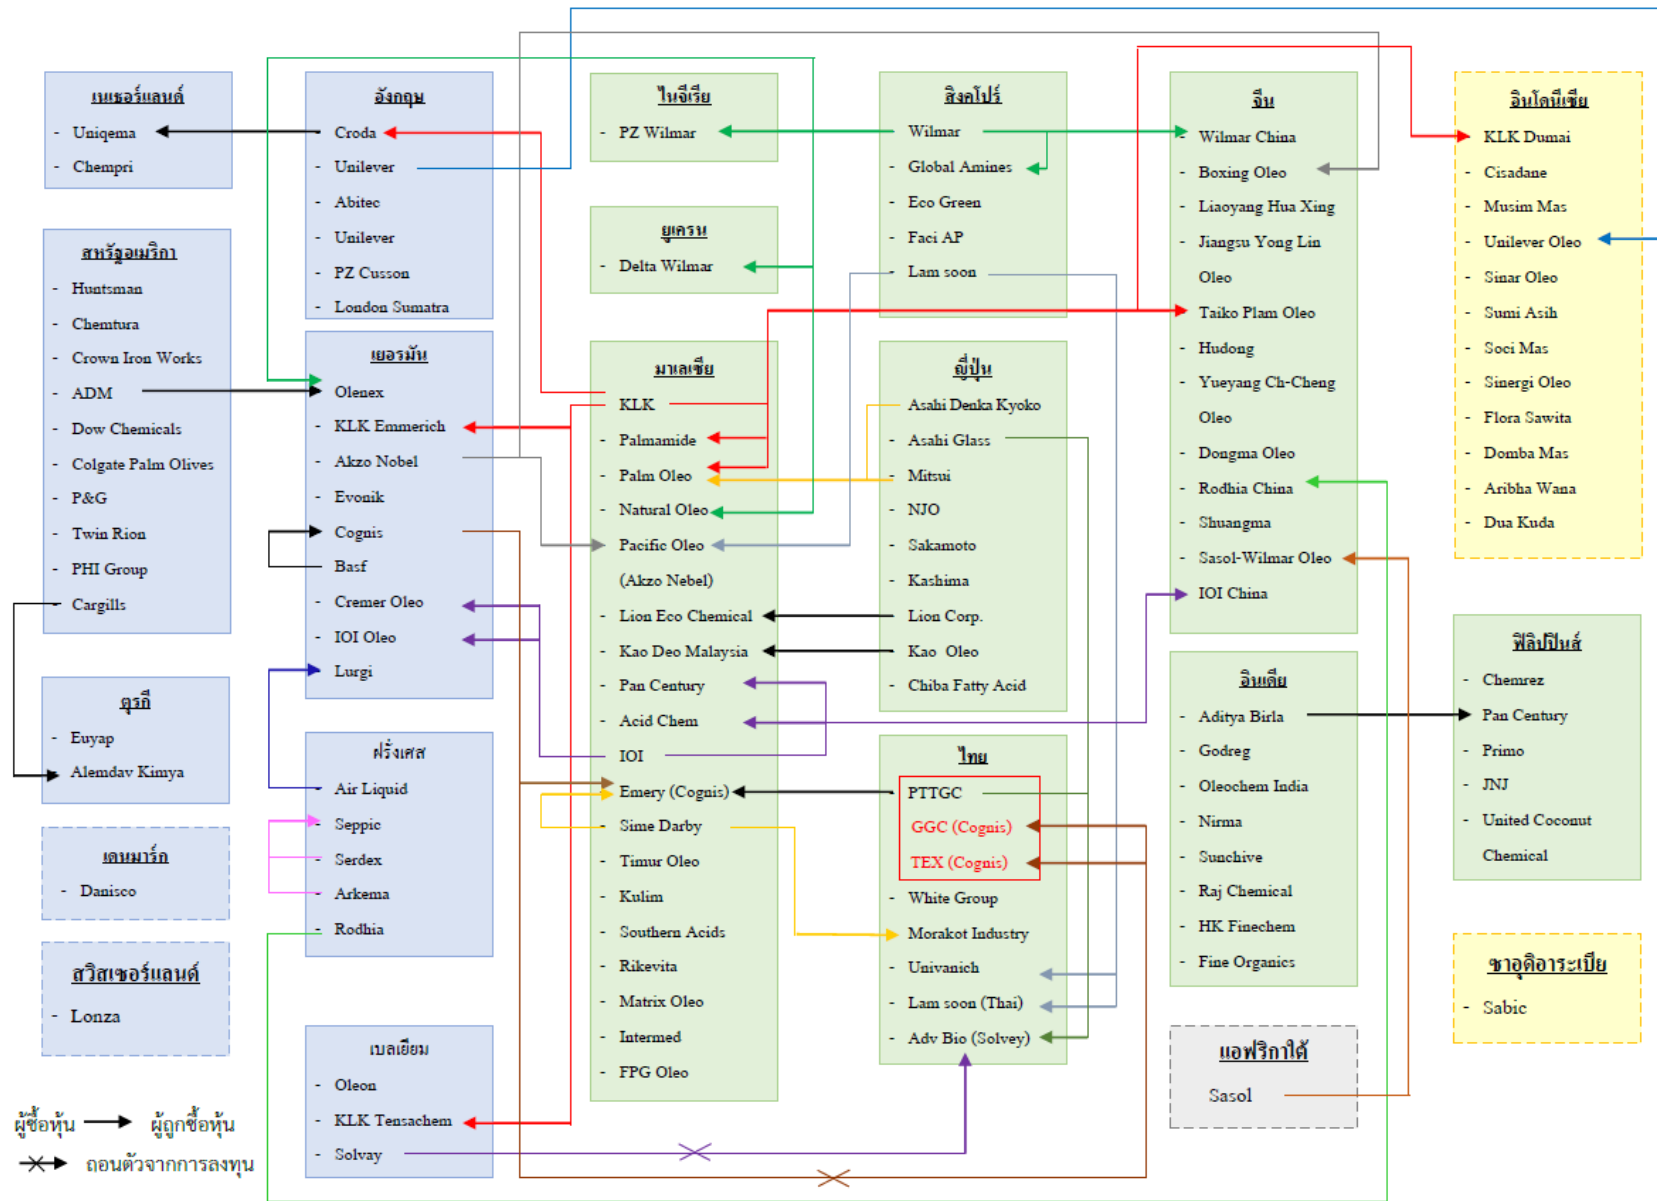 เนเธอร์แลนด์
- Uniqema
- Chempri
สหรัฐอเมริกา
- Huntsman
- Chemtura
- Crown Iron Works
- ADM
- Dow Chemicals
- Colgate Palm Olives
- P&G
- Twin Rion
- PHI Group
- Cargills
ตุรกี
- Euyap
- Alemdav Kimya
เดนมาร์ก
- Danisco
สวิสเซอร์แลนด์
- Lonza
ผู้ซื้อหุ้น
ผู้ถูกซื้อหุ้น
ถอนตัวจากการลงทุน
อังกฤษ
- Croda
- Unilever
- Abitec
- Unilever
- PZ Cusson
- London Sumatra
เยอรมัน
- Olenex
- KLK Emmerich
- Akzo Nobel
- Evonik
- Cognis
- Basf
- Cremer Oleo
- IOI Oleo
- Lurgi
ฝรั่งเศส
- Air Liquid
- Seppic
- Serdex
- Arkema
- Rodhia
เบลเยียม
- Oleon
- KLK Tensachem
- Solvay
ไนจีเรีย
- PZ Wilmar
ยูเครน
- Delta Wilmar
มาเลเซีย
- KLK
- Palmamide
- Palm Oleo
- Natural Oleo
- Pacific Oleo
(Akzo Nebel)
- Lion Eco Chemical
- Kao Deo Malaysia
- Pan Century
- Acid Chem
- IOI
- Emery (Cognis)
- Sime Darby
- Timur Oleo
- Kulim
- Southern Acids
- Rikevita
- Matrix Oleo
- Intermed
- FPG Oleo
สิงคโปร์
- Wilmar
- Global Amines
- Eco Green
- Faci AP
- Lam soon
ญี่ปุ่น
- Asahi Denka Kyoko
- Asahi Glass
- Mitsui
- NJO
- Sakamoto
- Kashima
- Lion Corp.
- Kao Oleo
- Chiba Fatty Acid
ไทย
- PTTGC
GGC (Cognis)
TEX (Cognis)
- White Group
- Morakot Industry
- Univanich
- Lam soon (Thai)
- Adv Bio (Solvey)
จีน
- Wilmar China
- Boxing Oleo
- Liaoyang Hua Xing
- Jiangsu Yong Lin
Oleo
- Taiko Plam Oleo
- Hudong
- Yueyang Ch-Cheng
Oleo
- Dongma Oleo
- Rodhia China
- Shuangma
- Sasol-Wilmar Oleo
- IOI China
อินเดีย
- Aditya Birla
- Godreg
- Oleochem India
- Nirma
- Sunchive
- Raj Chemical
- HK Finechem
- Fine Organics
แอฟริกาใต้
Sasol
อินโดนีเซีย
- KLK Dumai
- Cisadane
- Musim Mas
- Unilever Oleo
- Sinar Oleo
- Sumi Asih
- Soci Mas
- Sinergi Oleo
- Flora Sawita
- Domba Mas
- Aribha Wana
- Dua Kuda
ฟิลิปปินส์
- Chemrez
- Pan Century
- Primo
- JNJ
- United Coconut
Chemical
ซาอุดิอาระเบีย
- Sabic